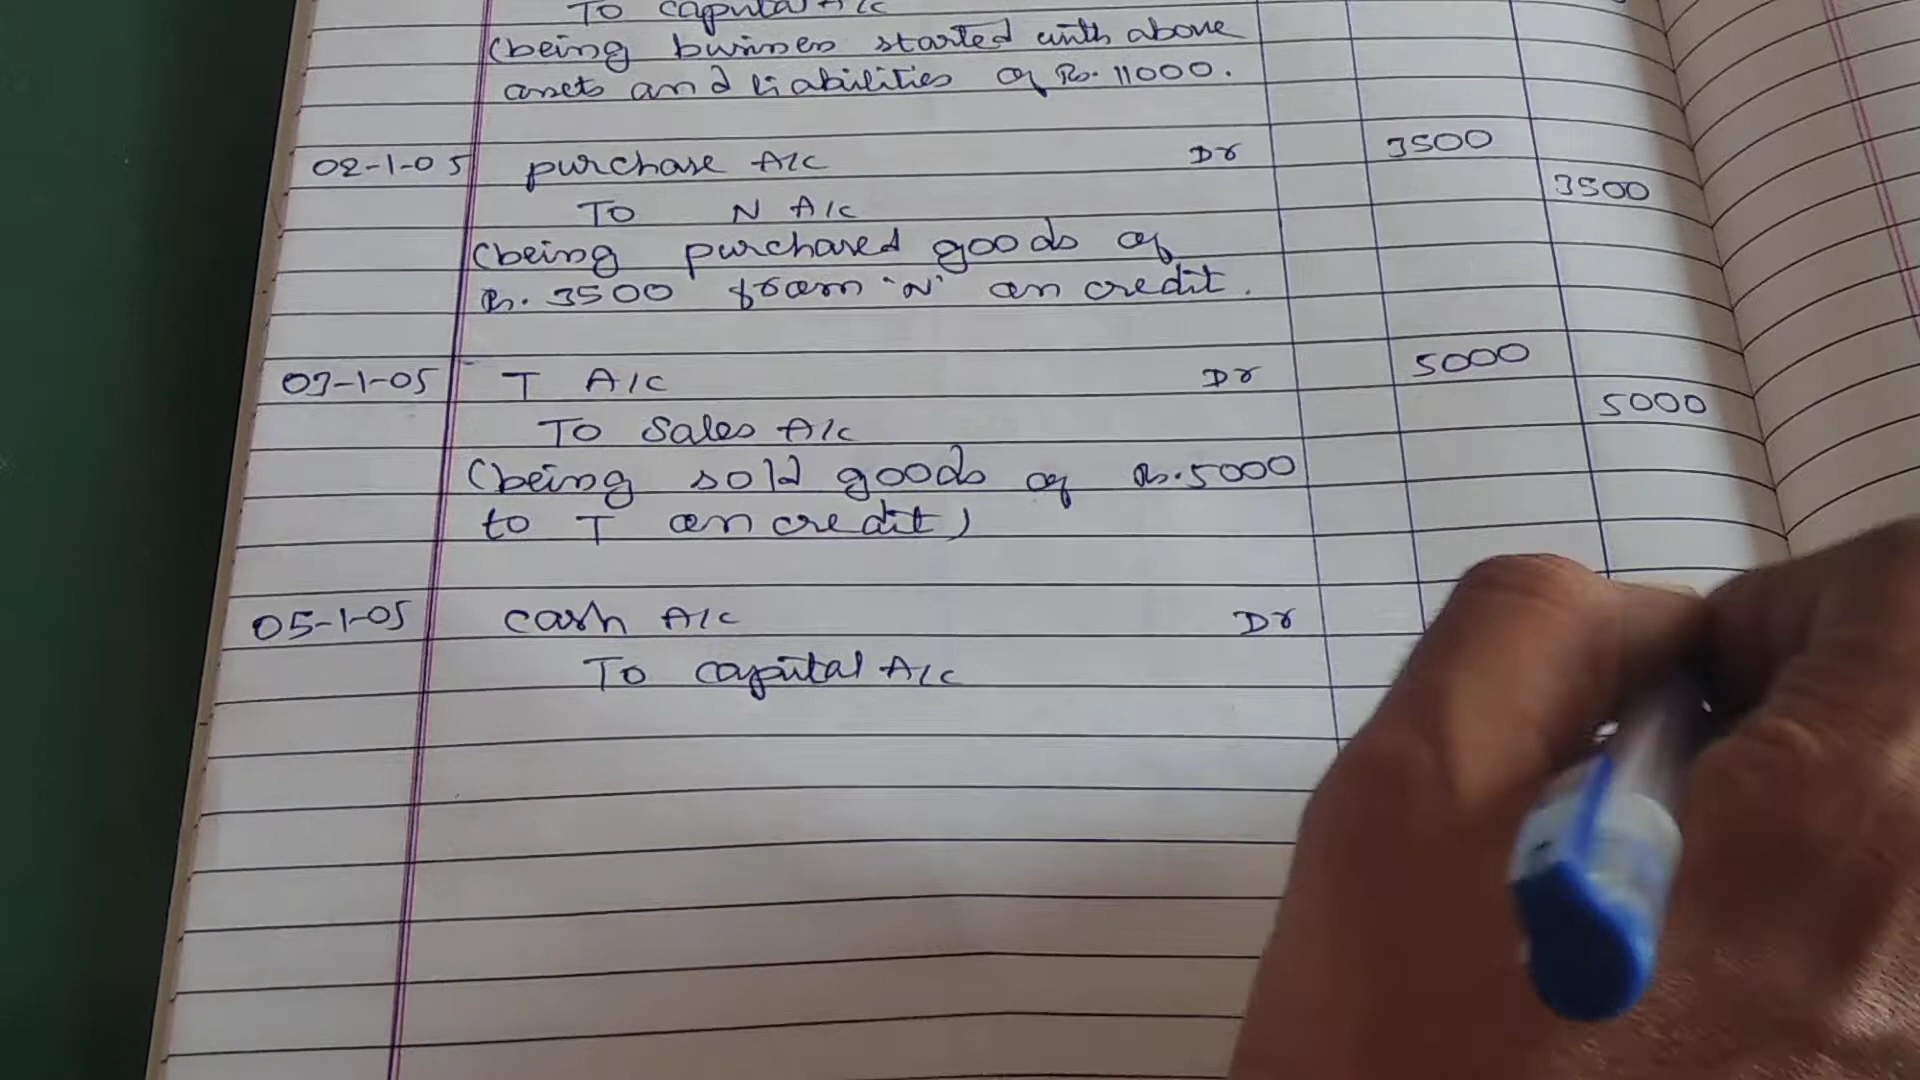 To capital A/c
(being business started with above
assets and liabilities of Rs. 11000.
02-1-05 purchase A/c Dr 3500
To N A/c 3500
(being purchased goods of
Rs. 3500 from "N" on credit.
03-1-05 T A/c Dr 5000
To Sales A/c 5000
(being sold goods of Rs.5000
to T on credit)
05-1-05 cash A/c Dr
To capital A/c